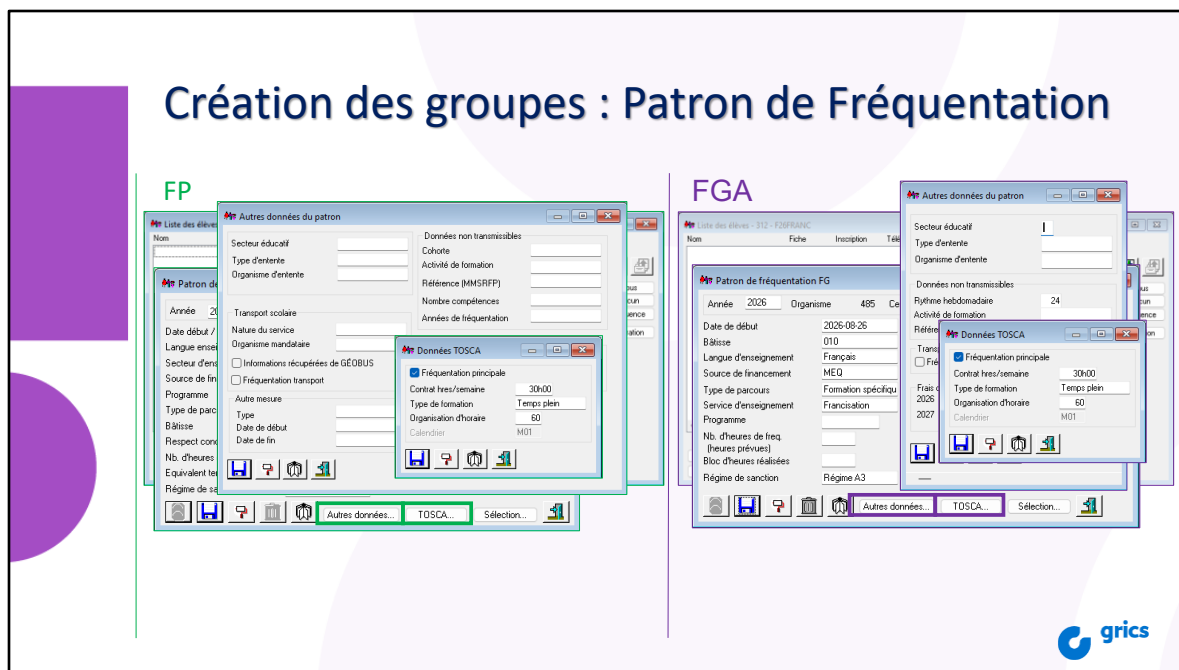 Création des groupes : Patron de Fréquentation
FP
Liste des élèves
Nom
Patron de
Année
Date début /
Langue ensei
Secteur d'ens
Source de fin
Programme
Type de parc
Bâtisse
Respect cond
Nb. d'heures
Equivalent te
Régime de sa
Autres données...
TOSCA...
Sélection...
Autres données du patron
Secteur éducatif
Type d'entente
Organisme d'entente
Transport scolaire
Nature du service
Organisme mandataire
Informations récupérées de GÉOBUS
Fréquentation transport
Autre mesure
Type
Date de début
Date de fin
Données non transmissibles
Cohorte
Activité de formation
Référence (MMSRFP)
Nombre compétences
Années de fréquentation
Données TOSCA
Fréquentation principale
Contrat hres/semaine 30h00
Type de formation Temps plein
Organisation d'horaire 60
Calendrier M01
FGA
Liste des élèves - 312 - F26FRANC
Nom Fiche Inscription Télé
Patron de fréquentation FG
Année 2026 Organisme 485 Ce
Date de début 2026-08-26
Bâtisse 010
Langue d'enseignement Français
Source de financement MEQ
Type de parcours Formation spécifiqu
Service d'enseignement Francisation
Programme
Nb. d'heures de freq.
(heures prévues)
Bloc d'heures réalisées
Régime de sanction Régime A3
Autres données...
TOSCA...
Sélection...
Autres données du patron
Secteur éducatif
Type d'entente
Organisme d'entente
Données non transmissibles
Rythme hebdomadaire 24
Activité de formation
Référe
Trans
Fré
Frais d
2026
2027
Données TOSCA
Fréquentation principale
Contrat hres/semaine 30h00
Type de formation Temps plein
Organisation d'horaire 60
Calendrier M01
grics